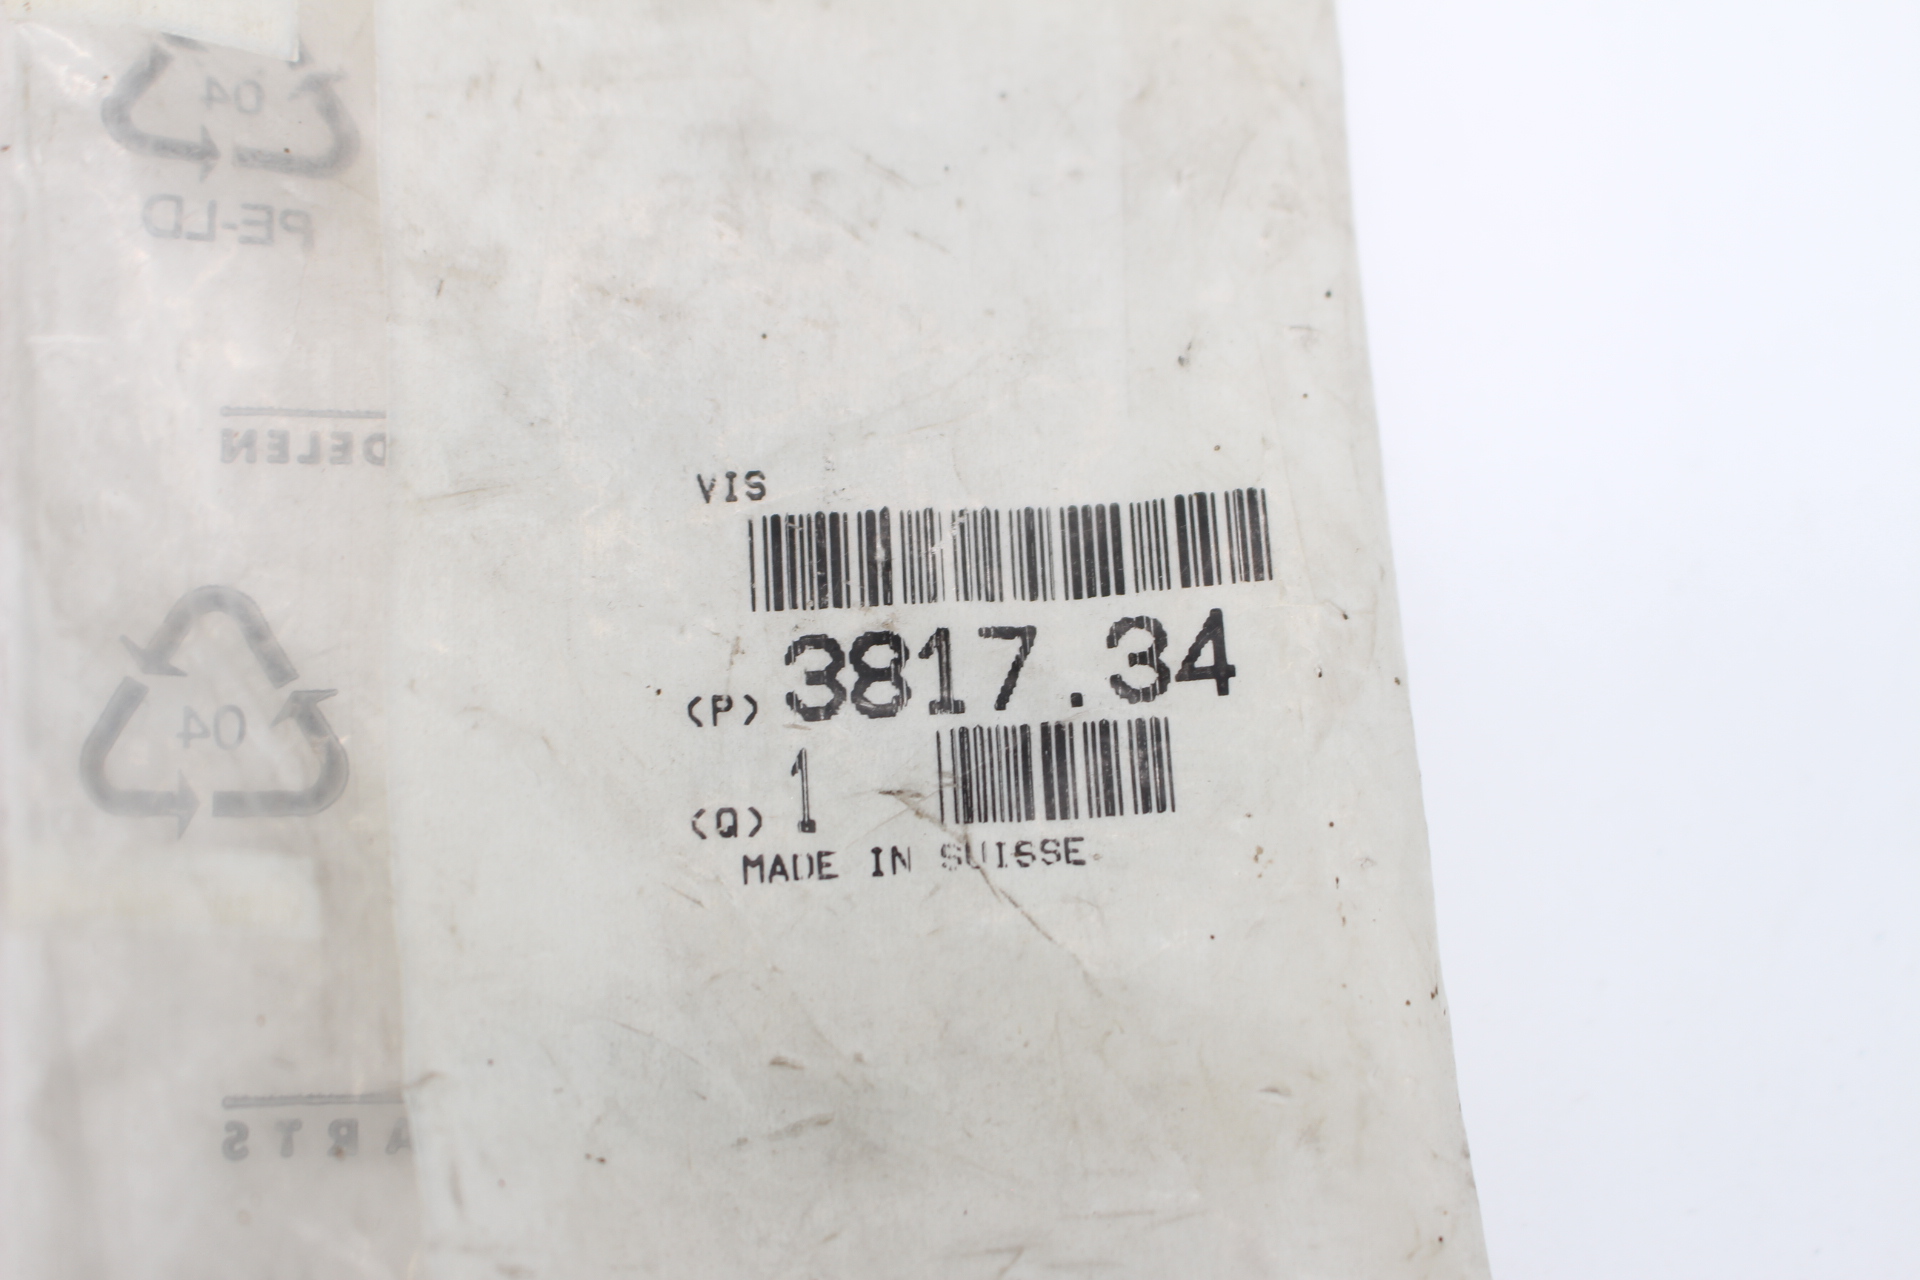 04
PE-LD
DELEN
VIS
(P) 3817.34
04
(Q) 1
MADE IN SUISSE
ARTS